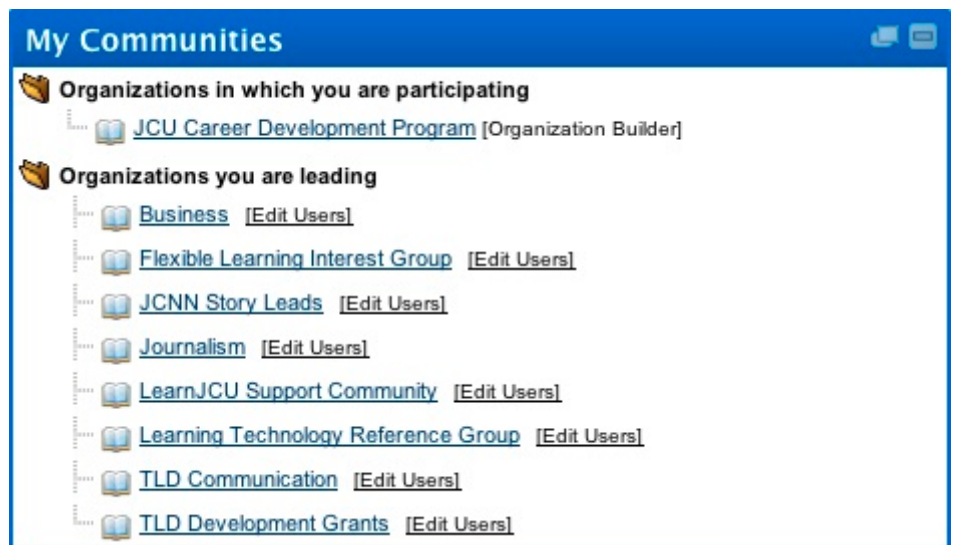 My Communities
Organizations in which you are participating
JCU Career Development Program [Organization Builder]
Organizations you are leading
Business [Edit Users]
Flexible Learning Interest Group [Edit Users]
JCNN Story Leads [Edit Users]
Journalism [Edit Users]
LearnJCU Support Community [Edit Users]
Learning Technology Reference Group [Edit Users]
TLD Communication [Edit Users]
TLD Development Grants [Edit Users]